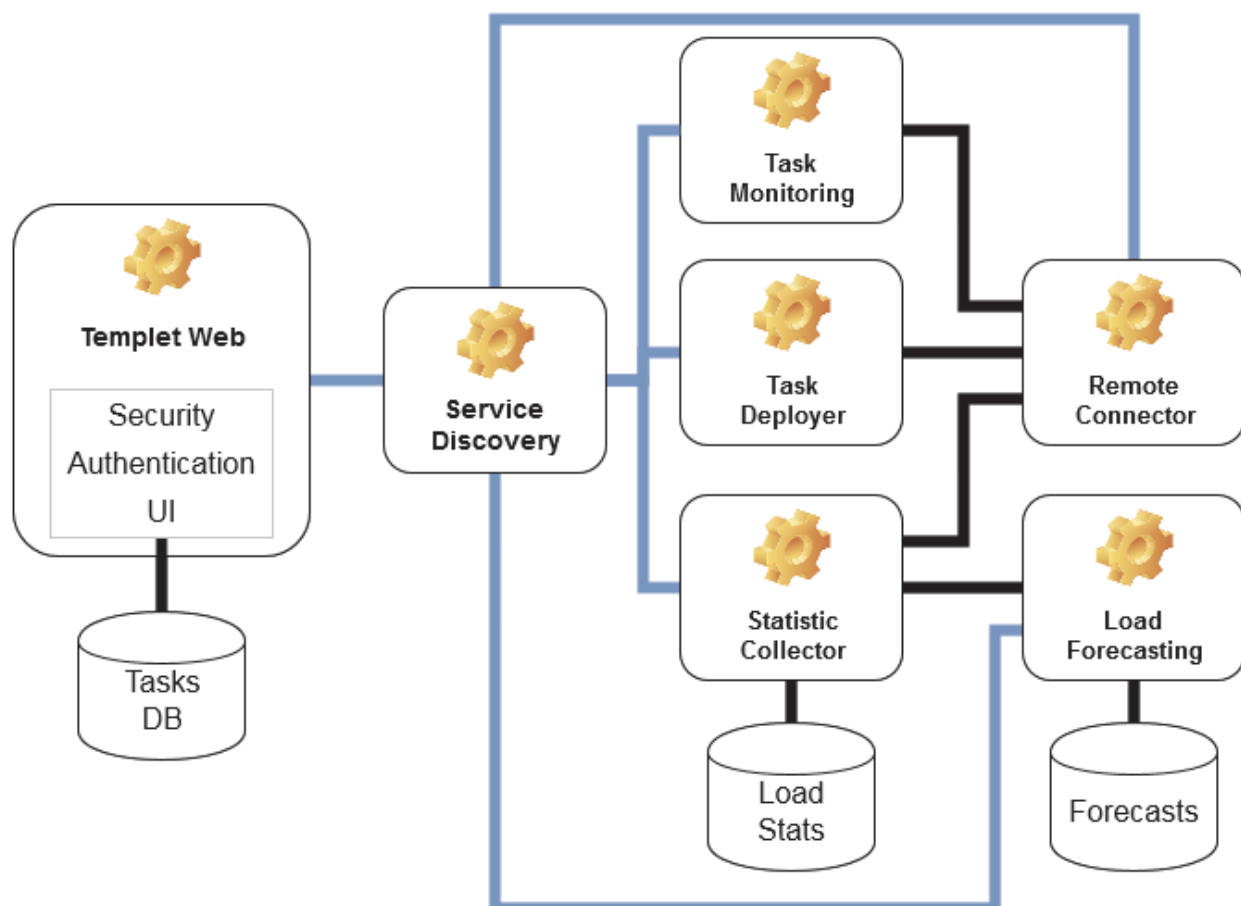 Templet Web
Security
Authentication
UI
Tasks
DB
Service
Discovery
Task
Monitoring
Task
Deployer
Statistic
Collector
Load
Stats
Remote
Connector
Load
Forecasting
Forecasts